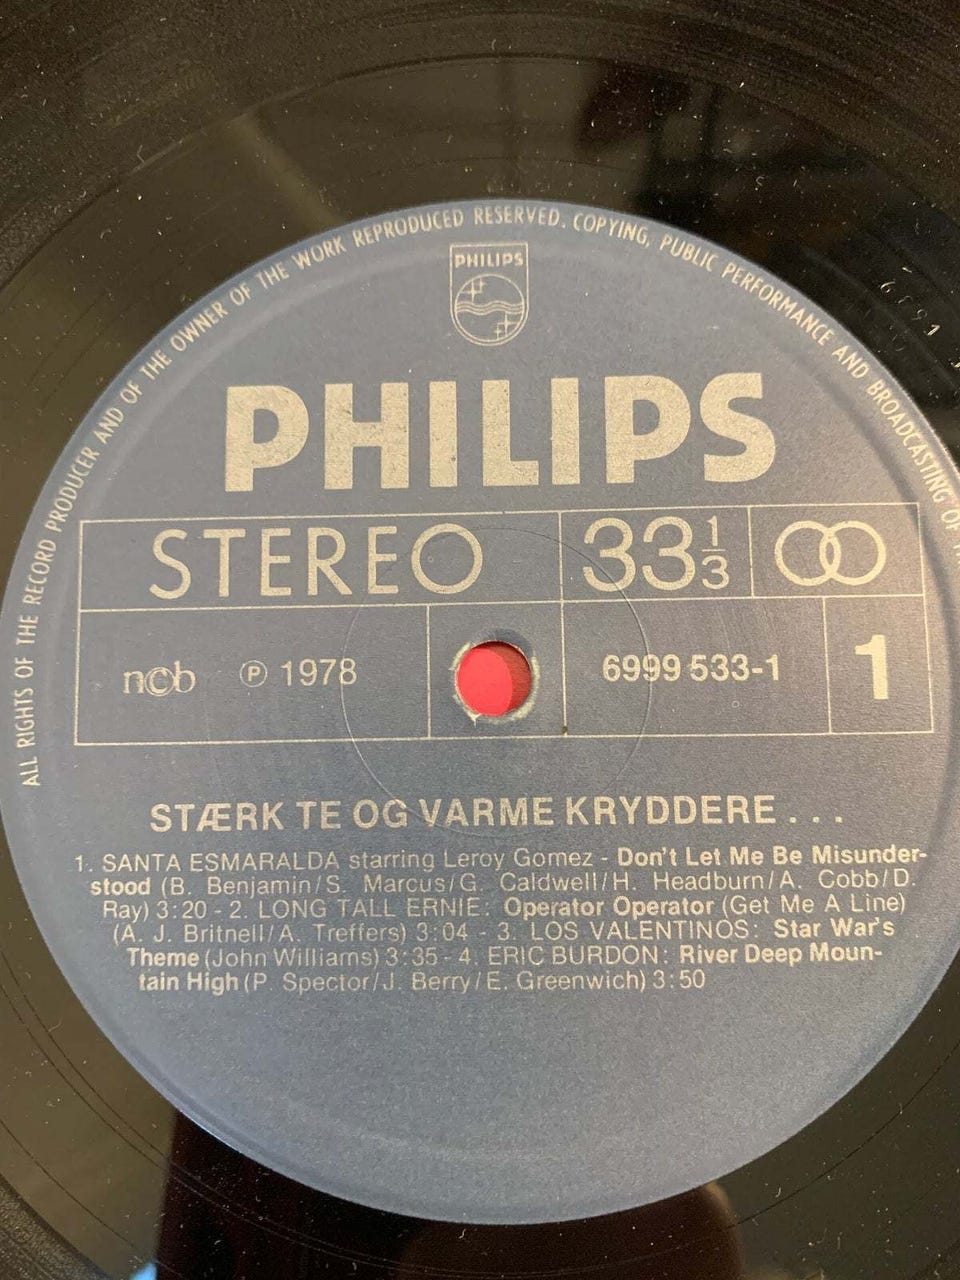 ALL RIGHTS OF THE RECORD PRODUCER AND OF THE OWNER OF THE WORK REPRODUCED RESERVED. COPYING, PUBLIC PERFORMANCE AND BROADCASTING OF
PHILIPS
PHILIPS
STEREO 33 1/3
ncb ℗ 1978 6999 533-1 1
STÆRK TE OG VARME KRYDDERE...
1. SANTA ESMARALDA starring Leroy Gomez - Don't Let Me Be Misunder-
stood (B. Benjamin/S. Marcus/G. Caldwell/H. Headburn/A. Cobb/D.
Ray) 3:20 - 2. LONG TALL ERNIE: Operator Operator (Get Me A Line)
(A. J. Britnell/A. Treffers) 3:04 - 3. LOS VALENTINOS: Star War's
Theme (John Williams) 3:35 - 4. ERIC BURDON: River Deep Moun-
tain High (P. Spector/J. Berry/E. Greenwich) 3:50